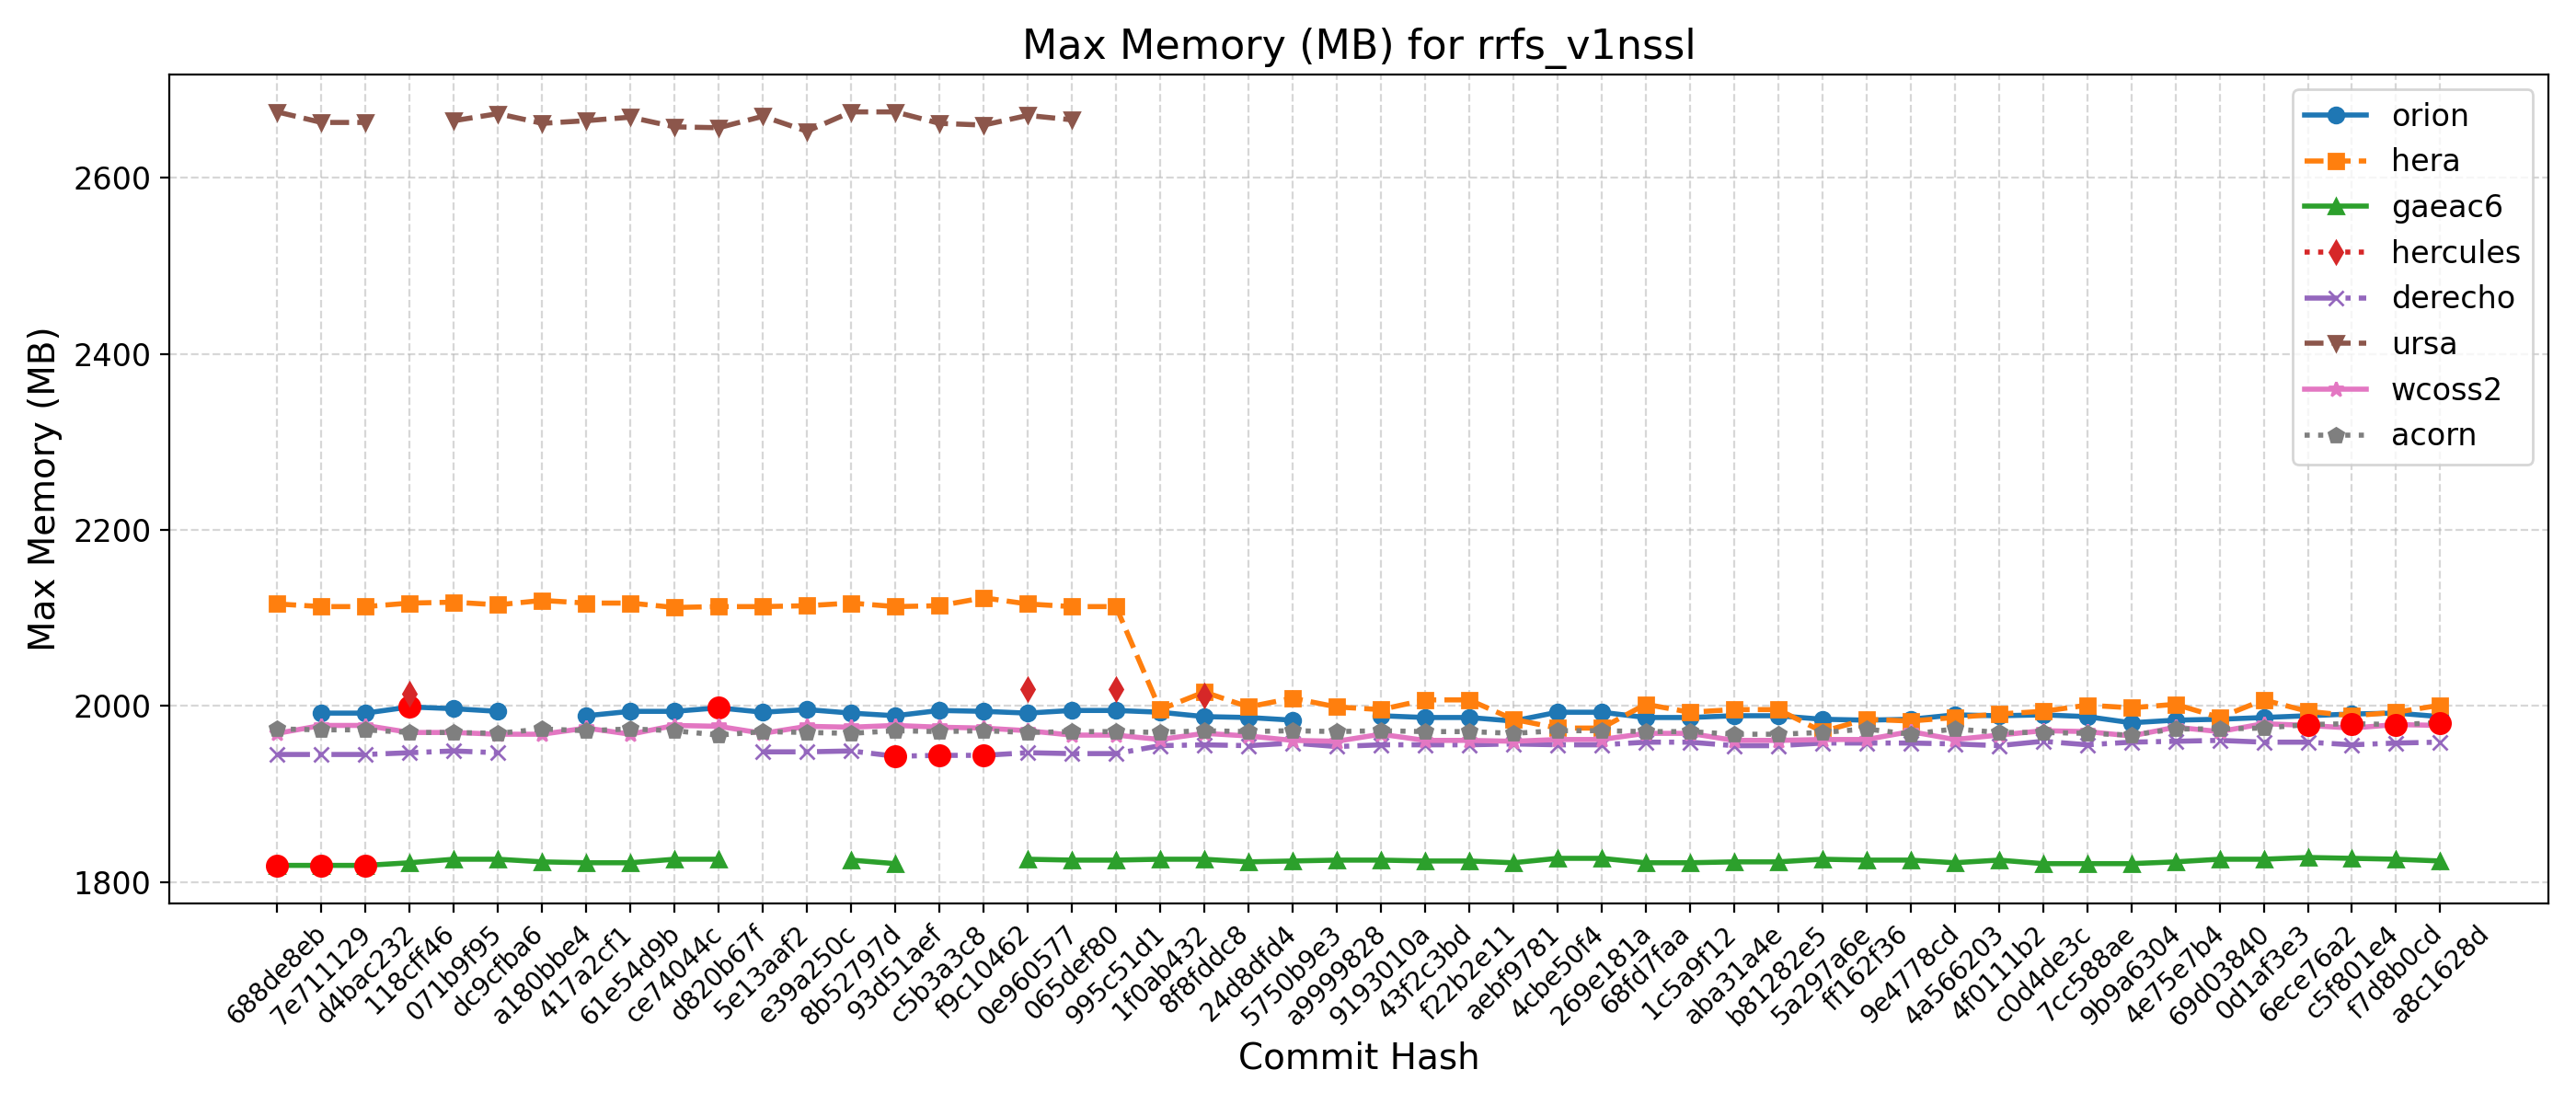 Max Memory (MB) for rrfs_v1nssl
Max Memory (MB)
2600
2400
2200
2000
1800
orion
hera
gaeac6
hercules
derecho
ursa
wcoss2
acorn
688de8eb
7e711129
d4bac232
118cff46
071b9f95
dc9cfba6
a180bbe4
417a2cf1
61e54d9b
ce74044c
d820b67f
5e13aaf2
e39a250c
8b52797d
93d51aef
c5b3a3c8
f9c10462
0e960577
065def80
995c51d1
1f0ab432
8f8fddc8
24d8dfd4
5750b9e3
a9999828
9193010a
43f2c3bd
f22b2e11
aebf9781
4cbe50f4
269e181a
68fd7faa
1c5a9f12
aba31a4e
b81282e5
5a297a6e
ff162f36
9e4778cd
4a566203
4f0111b2
c0d4de3c
7cc588ae
9b9a6304
4e75e7b4
69d03840
0d1af3e3
6ece76a2
c5f801e4
f7d8b0cd
a8c1628d
Commit Hash